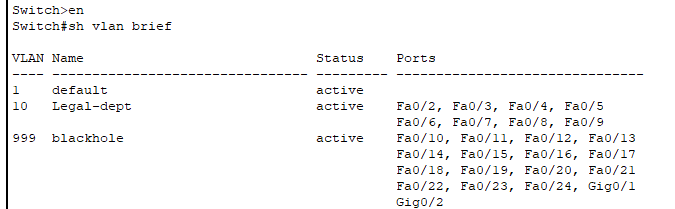 Switch>en
Switch#sh vlan brief
VLAN Name                             Status    Ports
---- -------------------------------- --------- -------------------------------
1    default                          active
10   Legal-dept                       active    Fa0/2, Fa0/3, Fa0/4, Fa0/5
                                                Fa0/6, Fa0/7, Fa0/8, Fa0/9
999  blackhole                        active    Fa0/10, Fa0/11, Fa0/12, Fa0/13
                                                Fa0/14, Fa0/15, Fa0/16, Fa0/17
                                                Fa0/18, Fa0/19, Fa0/20, Fa0/21
                                                Fa0/22, Fa0/23, Fa0/24, Gig0/1
                                                Gig0/2